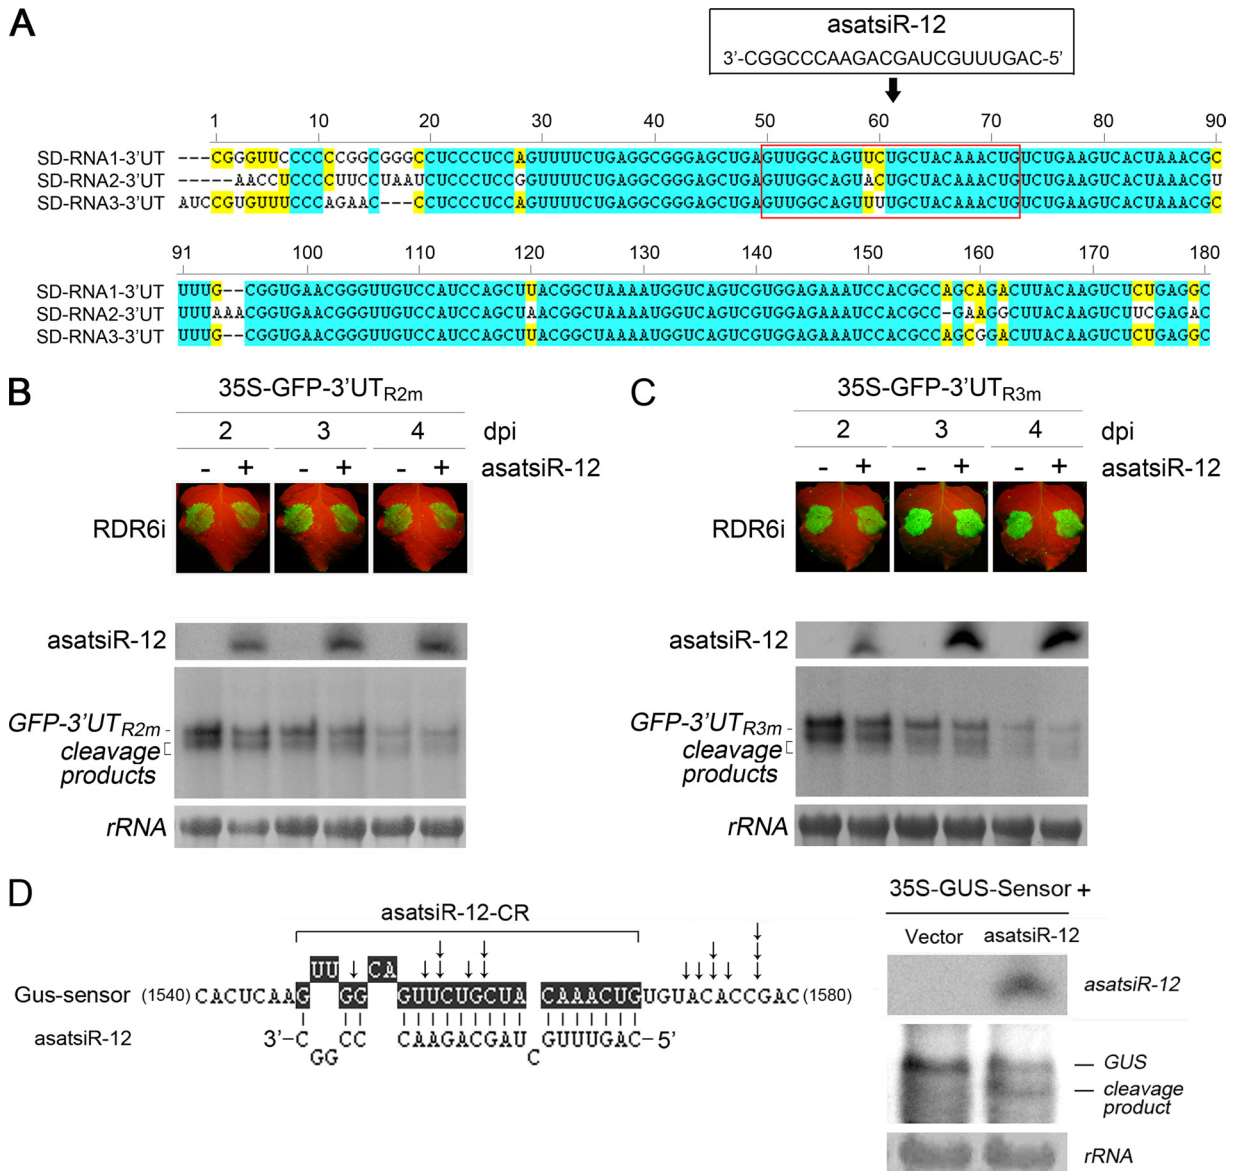 A
asatsiR-12
3'-CGGCCCAAGACGAUCGUUUGAC-5'
1 10 20 30 40 50 60 70 80 90
SD-RNA1-3'UT ---CGGGUUCCCCCCCGGCGGGCCUCCCUCCAGUUUUCUGAGGCGGGAGCUGAGUUGGCAGUUCUGCUACAAACUGUCUGAAGUCACUAAACGC
SD-RNA2-3'UT -----AACCUCCCCCUUCCUAAUCUCCCUCCGGUUUUCUGAGGCGGGAGCUGAGUUGGCAGUACUGCUACAAACUGUCUGAAGUCACUAAACGU
SD-RNA3-3'UT AUCCGUGUUUCCCAGAAC---CCUCCCUCCAGUUUUCUGAGGCGGGAGCUGAGUUGGCAGUUUUGCUACAAACUGUCUGAAGUCACUAAACGC
91 100 110 120 130 140 150 160 170 180
SD-RNA1-3'UT UUUG--CGGUGAACGGGUUGUCCAUCCAGCUUACGGCUAAAAUGGUCAGUCGUGGAGAAAUCCACGCCAGCAGACUUACAAGUCUCUGAGGC
SD-RNA2-3'UT UUUAAACGGUGAACGGGUUGUCCAUCCAGCUAACGGCUAAAAUGGUCAGUCGUGGAGAAAUCCACGCC-GAAGGCUUACAAGUCUUCGAGAC
SD-RNA3-3'UT UUUG--CGGUGAACGGGUUGUCCAUCCAGCUUACGGCUAAAAUGGUCAGUCGUGGAGAAAUCCACGCCAGCGGACUUACAAGUCUCUGAGGC
B
35S-GFP-3'UTR2m
2 3 4 dpi
- + - + - + asatsiR-12
RDR6i
asatsiR-12
GFP-3'UTR2m
cleavage
products
rRNA
C
35S-GFP-3'UTR3m
2 3 4 dpi
- + - + - + asatsiR-12
RDR6i
asatsiR-12
GFP-3'UTR3m
cleavage
products
rRNA
D
asatsiR-12-CR
UU CA
Gus-sensor (1540) CACUCAAG GG GUUCUGCUA CAAACUGUGUACACCGAC(1580)
asatsiR-12 3'-C CC CAAGACGAU GUUUGAC-5'
GG C
35S-GUS-Sensor +
Vector asatsiR-12
asatsiR-12
GUS
cleavage
product
rRNA